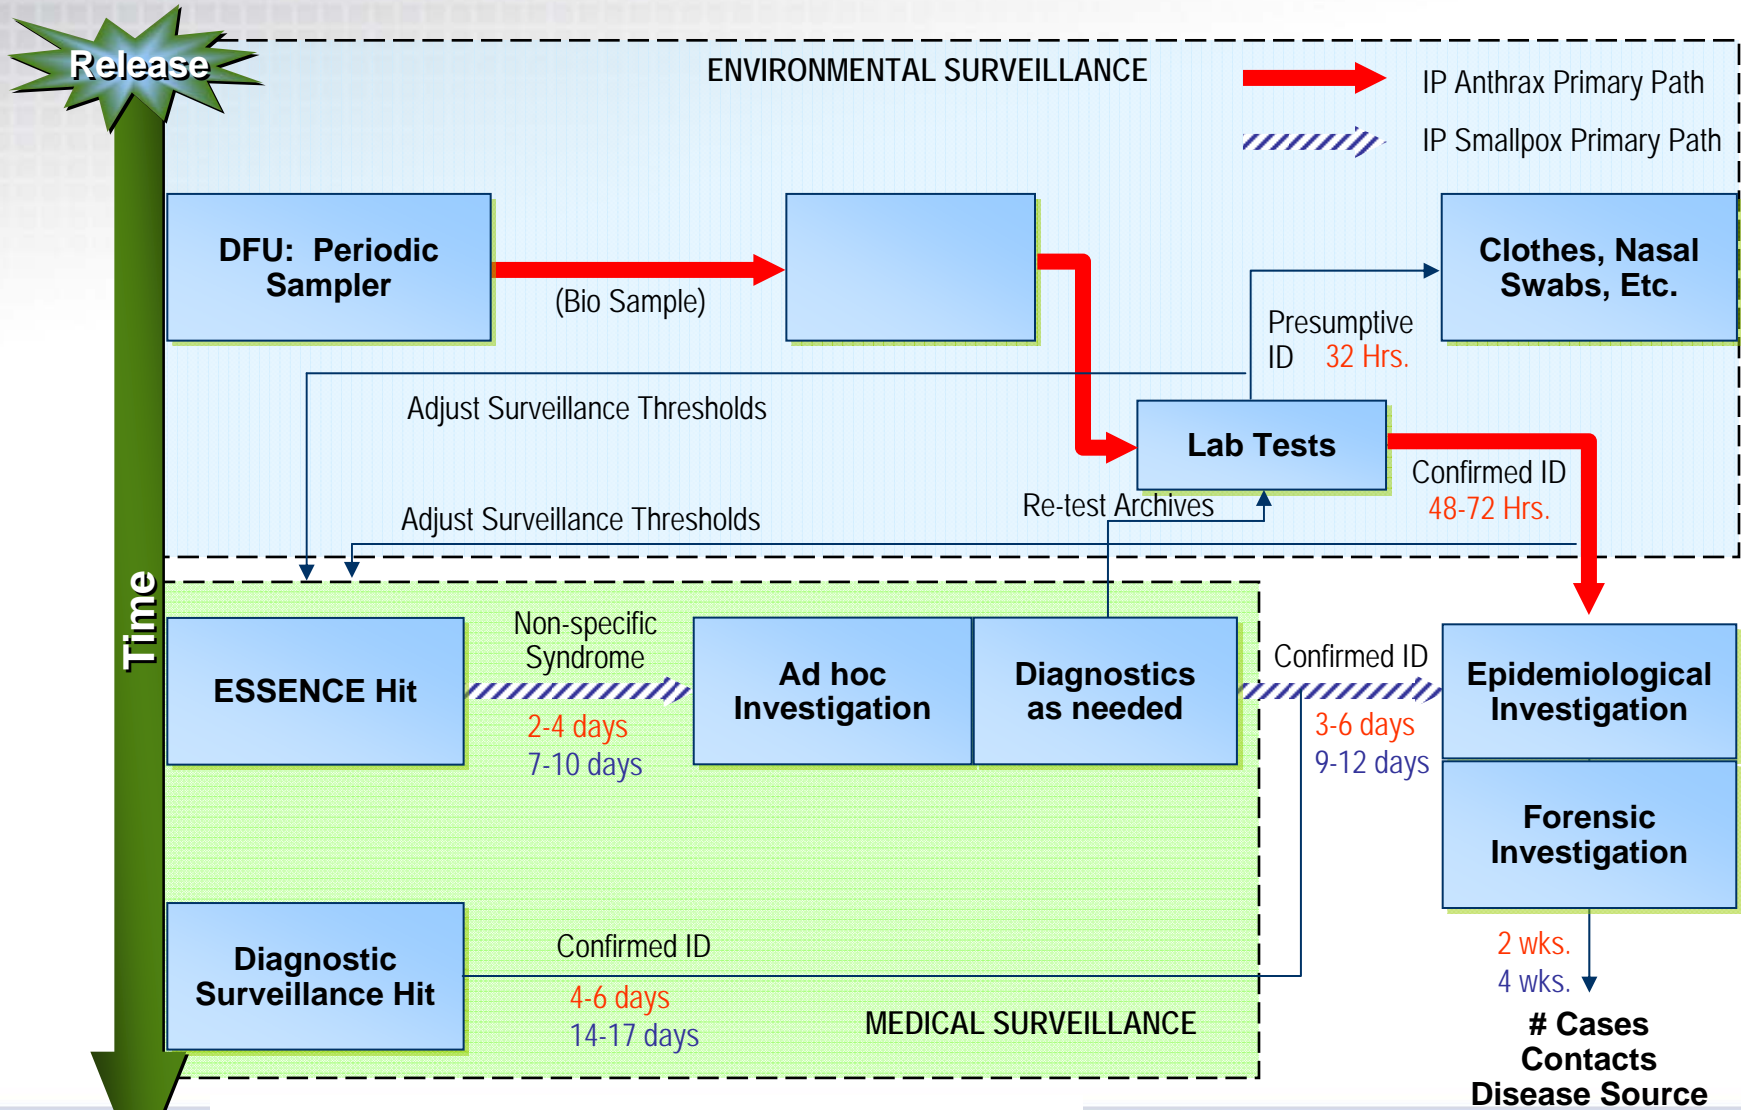 Release
ENVIRONMENTAL SURVEILLANCE
IP Anthrax Primary Path
IP Smallpox Primary Path
DFU: Periodic
Sampler
(Bio Sample)
Clothes, Nasal
Swabs, Etc.
Presumptive
ID 32 Hrs.
Adjust Surveillance Thresholds
Lab Tests
Confirmed ID
48-72 Hrs.
Re-test Archives
Adjust Surveillance Thresholds
Time
ESSENCE Hit
Non-specific
Syndrome
2-4 days
7-10 days
Ad hoc
Investigation
Diagnostics
as needed
Confirmed ID
3-6 days
9-12 days
Epidemiological
Investigation
Forensic
Investigation
Diagnostic
Surveillance Hit
Confirmed ID
4-6 days
14-17 days
MEDICAL SURVEILLANCE
2 wks.
4 wks.
# Cases
Contacts
Disease Source